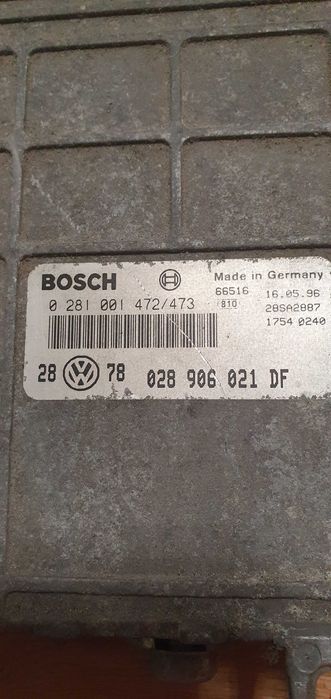 BOSCH Made in Germany
0 281 001 472/473 66516 16.05.96
810 28SA2887
1754 0240
28 VW 78 028 906 021 DF